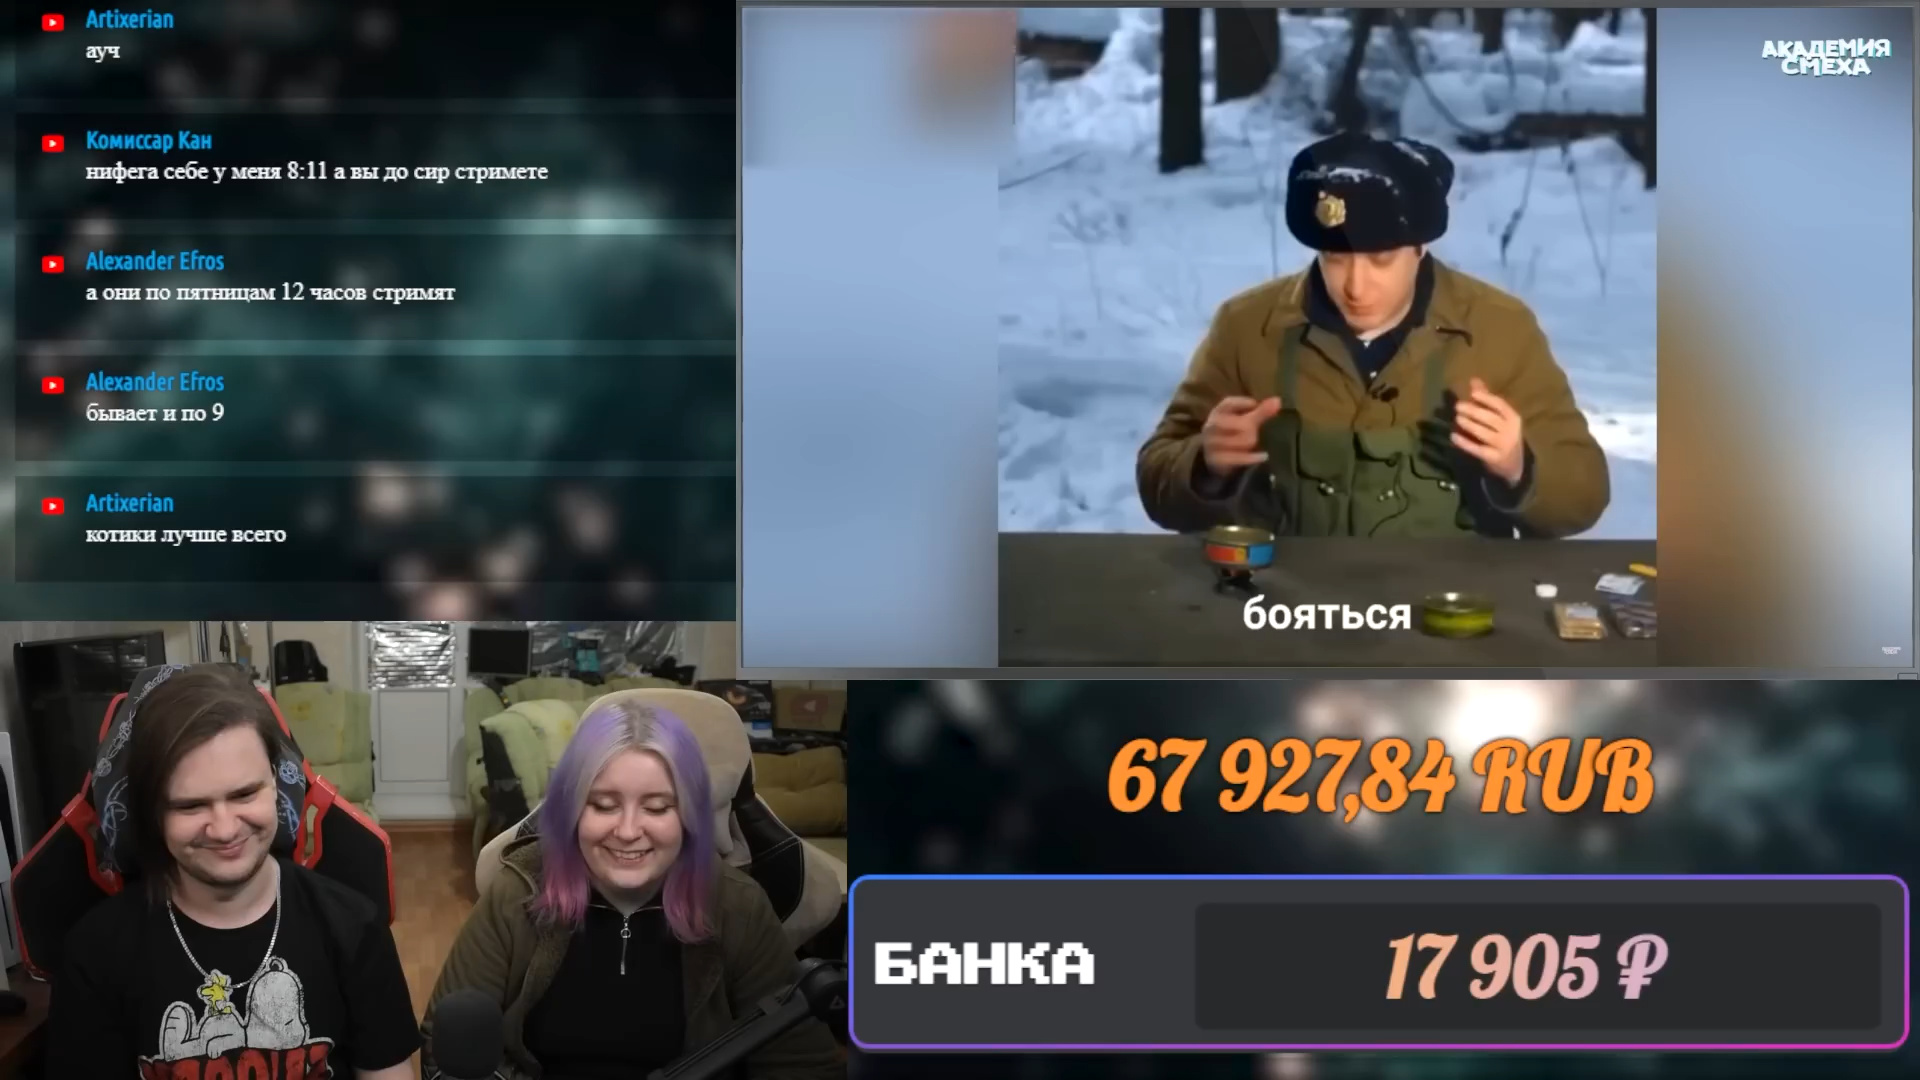 Artixerian
ауч
Комиссар Кан
нифега себе у меня 8:11 а вы до сир стримете
Alexander Efros
а они по пятницам 12 часов стримят
Alexander Efros
бывает и по 9
Artixerian
котики лучше всего
АКАДЕМИЯ
СМЕХА
бояться
67 927,84 RUB
БАНКА
17 905 ₽